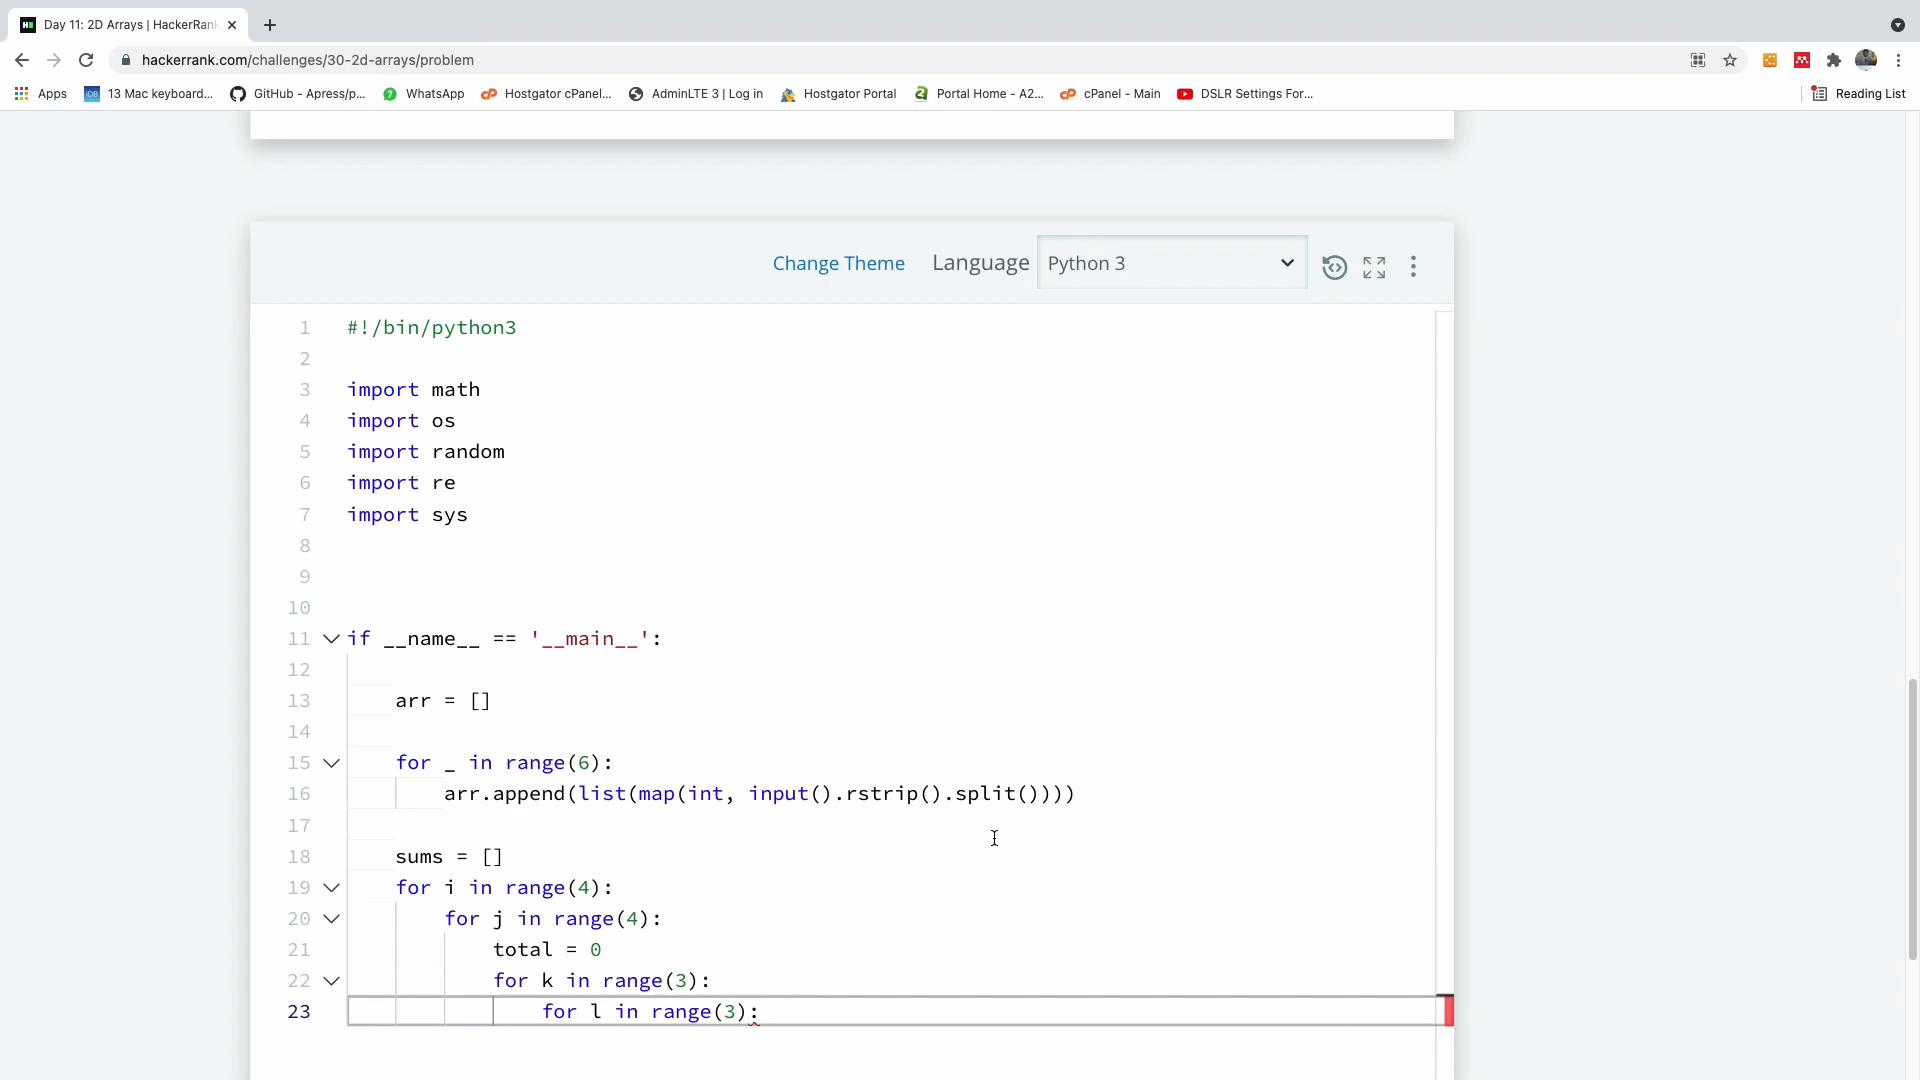 Day 11: 2D Arrays | HackerRan
hackerrank.com/challenges/30-2d-arrays/problem
Apps 13 Mac keyboard... GitHub - Apress/p... WhatsApp Hostgator cPanel... AdminLTE 3 | Log in Hostgator Portal Portal Home - A2... cPanel - Main DSLR Settings For... Reading List
Change Theme Language Python 3
1 #!/bin/python3
2
3 import math
4 import os
5 import random
6 import re
7 import sys
8
9
10
11 if __name__ == '__main__':
12
13 arr = []
14
15 for _ in range(6):
16 arr.append(list(map(int, input().rstrip().split())))
17
18 sums = []
19 for i in range(4):
20 for j in range(4):
21 total = 0
22 for k in range(3):
23 for l in range(3):